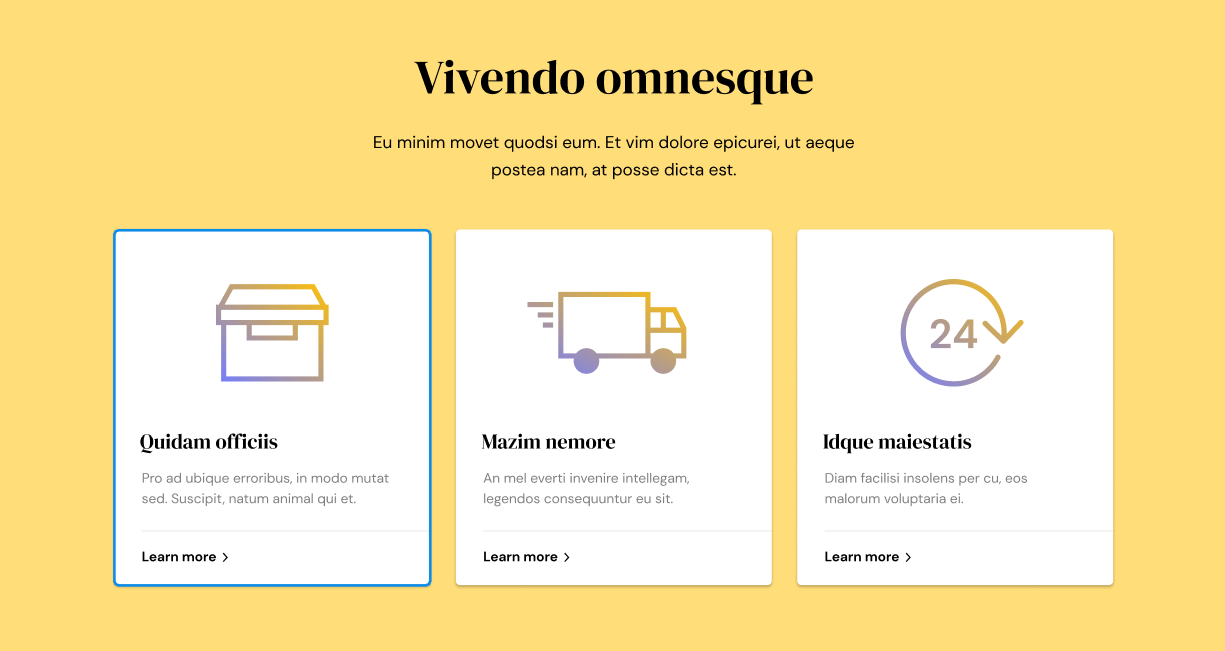 Vivendo omnesque
Eu minim movet quodsi eum. Et vim dolore epicurei, ut aeque
postea nam, at posse dicta est.
24
Quidam officiis
Pro ad ubique erroribus, in modo mutat
sed. Suscipit, natum animal qui et.
Learn more
Mazim nemore
An mel everti invenire intellegam,
legendos consequuntur eu sit.
Learn more
Idque maiestatis
Diam facilisi insolens per cu, eos
malorum voluptaria ei.
Learn more